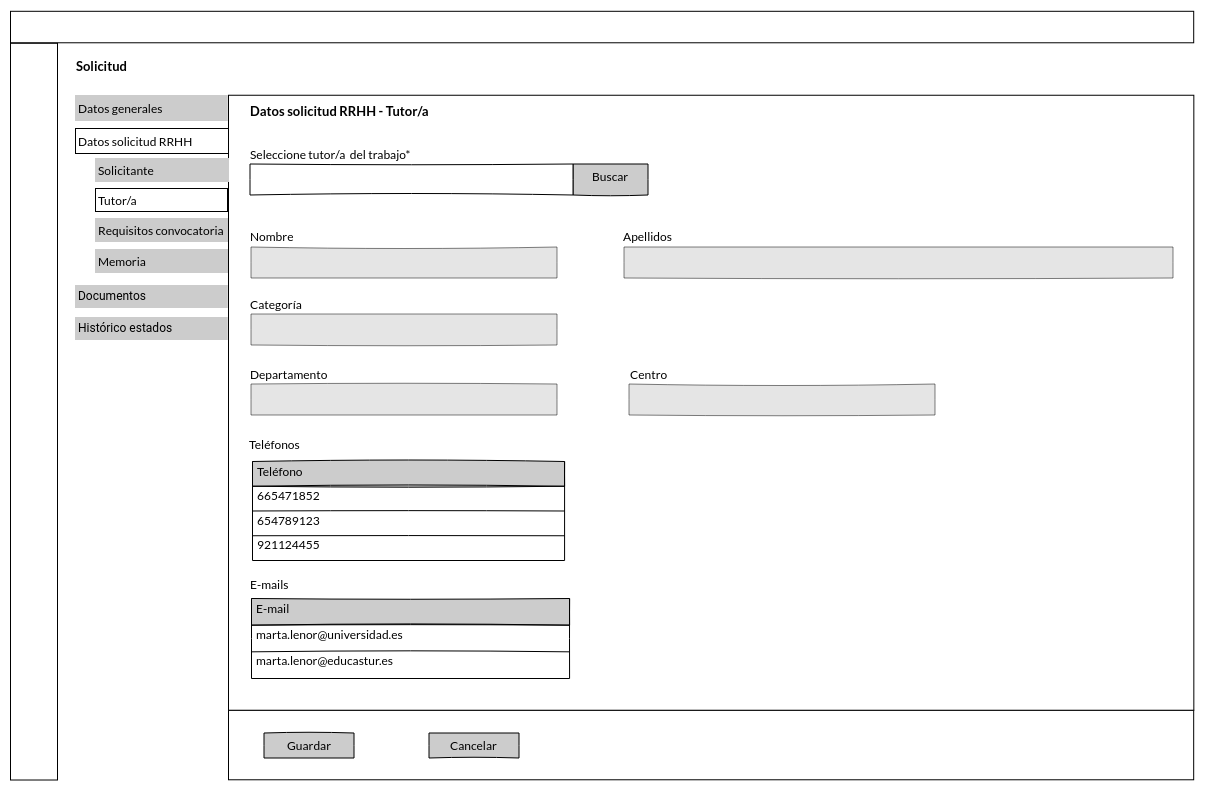 Solicitud
Datos generales
Datos solicitud RRHH
Solicitante
Tutor/a
Requisitos convocatoria
Memoria
Documentos
Histórico estados
Datos solicitud RRHH - Tutor/a
Seleccione tutor/a del trabajo*
Buscar
Nombre
Apellidos
Categoría
Departamento
Centro
Teléfonos
Teléfono
665471852
654789123
921124455
E-mails
E-mail
marta.lenor@universidad.es
marta.lenor@educastur.es
Guardar
Cancelar